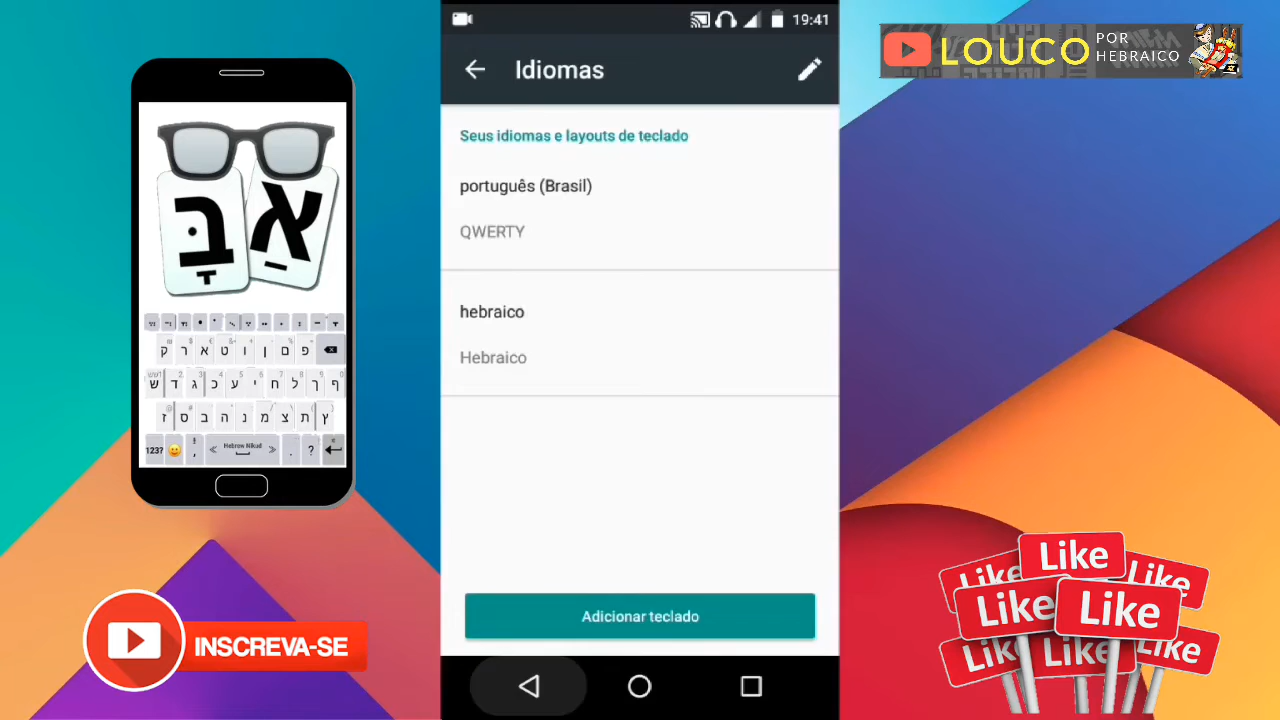 19:41
Idiomas
Seus idiomas e layouts de teclado
português (Brasil)
QWERTY
hebraico
Hebraico
Adicionar teclado
LOUCO
POR
HEBRAICO
בָּ אַ
ק ר א ט ו ן ם פ
ש ד ג כ ע י ח ל ך ף
ז ס ב ה נ מ צ ת ץ
123? , Hebrew Nikud . ?
INSCREVA-SE
Like
Like Like Like
Like Like
Like Like Like